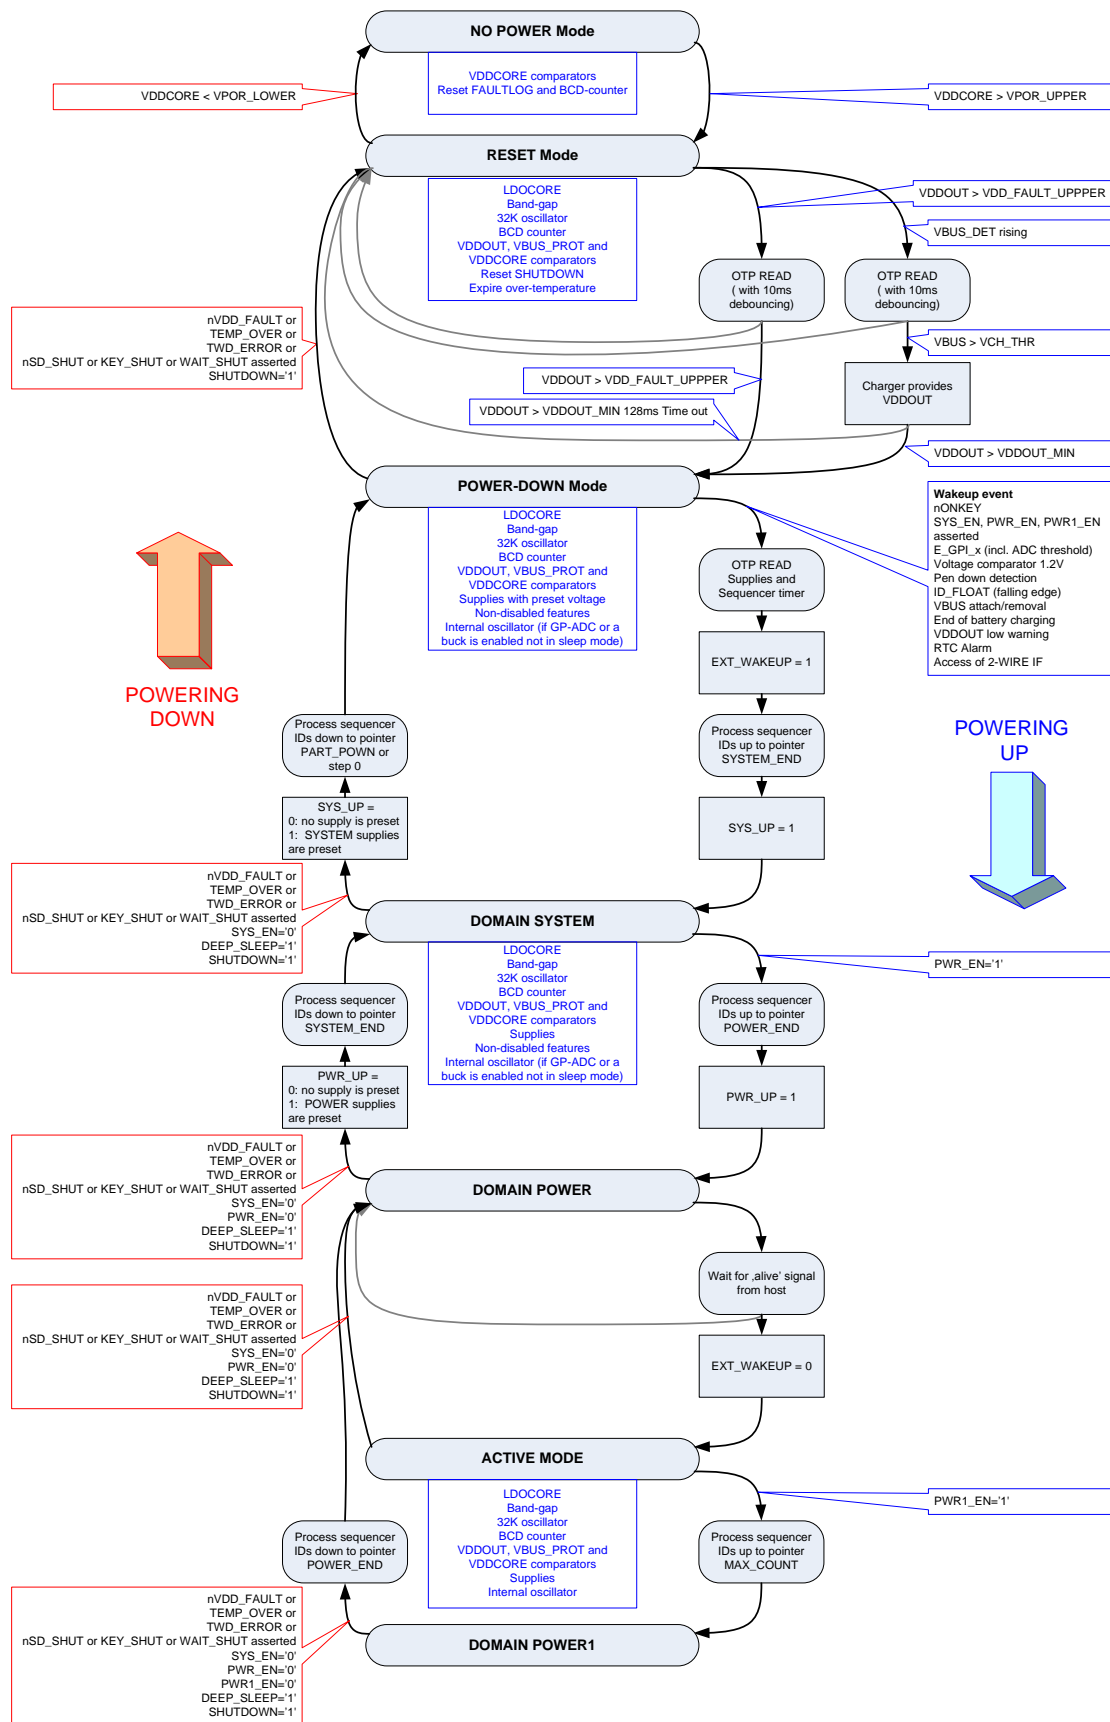 NO POWER Mode
VDDCORE comparators
Reset FAULTLOG and BCD-counter
VDDCORE < VPOR_LOWER
VDDCORE > VPOR_UPPER
RESET Mode
LDOCORE
Band-gap
32K oscillator
BCD counter
VDDOUT, VBUS_PROT and
VDDCORE comparators
Reset SHUTDOWN
Expire over-temperature
VDDOUT > VDD_FAULT_UPPPER
VBUS_DET rising
OTP READ
( with 10ms
debouncing)
OTP READ
( with 10ms
debouncing)
nVDD_FAULT or
TEMP_OVER or
TWD_ERROR or
nSD_SHUT or KEY_SHUT or WAIT_SHUT asserted
SHUTDOWN='1'
VBUS > VCH_THR
VDDOUT > VDD_FAULT_UPPPER
Charger provides
VDDOUT
VDDOUT > VDDOUT_MIN 128ms Time out
VDDOUT > VDDOUT_MIN
POWER-DOWN Mode
LDOCORE
Band-gap
32K oscillator
BCD counter
VDDOUT, VBUS_PROT and
VDDCORE comparators
Supplies with preset voltage
Non-disabled features
Internal oscillator (if GP-ADC or a
buck is enabled not in sleep mode)
Wakeup event
nONKEY
SYS_EN, PWR_EN, PWR1_EN
asserted
E_GPI_x (incl. ADC threshold)
Voltage comparator 1.2V
Pen down detection
ID_FLOAT (falling edge)
VBUS attach/removal
End of battery charging
VDDOUT low warning
RTC Alarm
Access of 2-WIRE IF
OTP READ
Supplies and
Sequencer timer
EXT_WAKEUP = 1
POWERING
DOWN
Process sequencer
IDs down to pointer
PART_POWN or
step 0
Process sequencer
IDs up to pointer
SYSTEM_END
POWERING
UP
SYS_UP =
0: no supply is preset
1:  SYSTEM supplies
are preset
SYS_UP = 1
nVDD_FAULT or
TEMP_OVER or
TWD_ERROR or
nSD_SHUT or KEY_SHUT or WAIT_SHUT asserted
SYS_EN='0'
DEEP_SLEEP='1'
SHUTDOWN='1'
DOMAIN SYSTEM
LDOCORE
Band-gap
32K oscillator
BCD counter
VDDOUT, VBUS_PROT and
VDDCORE comparators
Supplies
Non-disabled features
Internal oscillator (if GP-ADC or a
buck is enabled not in sleep mode)
PWR_EN='1'
Process sequencer
IDs down to pointer
SYSTEM_END
Process sequencer
IDs up to pointer
POWER_END
PWR_UP =
0: no supply is preset
1:  POWER supplies
are preset
PWR_UP = 1
nVDD_FAULT or
TEMP_OVER or
TWD_ERROR or
nSD_SHUT or KEY_SHUT or WAIT_SHUT asserted
SYS_EN='0'
PWR_EN='0'
DEEP_SLEEP='1'
SHUTDOWN='1'
DOMAIN POWER
Wait for ‚alive' signal
from host
nVDD_FAULT or
TEMP_OVER or
TWD_ERROR or
nSD_SHUT or KEY_SHUT or WAIT_SHUT asserted
SYS_EN='0'
PWR_EN='0'
DEEP_SLEEP='1'
SHUTDOWN='1'
EXT_WAKEUP = 0
ACTIVE MODE
LDOCORE
Band-gap
32K oscillator
BCD counter
VDDOUT, VBUS_PROT and
VDDCORE comparators
Supplies
Internal oscillator
PWR1_EN='1'
Process sequencer
IDs down to pointer
POWER_END
Process sequencer
IDs up to pointer
MAX_COUNT
nVDD_FAULT or
TEMP_OVER or
TWD_ERROR or
nSD_SHUT or KEY_SHUT or WAIT_SHUT asserted
SYS_EN='0'
PWR_EN='0'
PWR1_EN='0'
DEEP_SLEEP='1'
SHUTDOWN='1'
DOMAIN POWER1